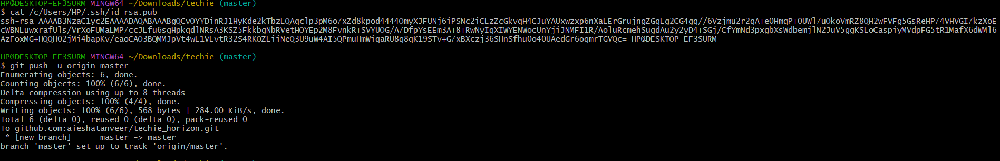 HP@DESKTOP-EF3SURM MINGW64 ~/Downloads/techie (master)
$ cat /c/Users/HP/.ssh/id_rsa.pub
ssh-rsa AAAAB3NzaC1yc2EAAAADAQABAAABgQCvOYYDinRJ1HyKde2kTbzLQAqclp3pM6o7xZd8kpod4444OmyXJFUNj6iPSNc2iCLzZcGkvqH4CJuYAUxwzxp6nXaLErGrujngZGqLg2CG4gq//6Vzjmu2r2qA+eOHmqP+OUWl7uOkoVmRZ8QH2wFVFg5GsReHP74VHVGI7kzXoE
cWBNLuwxrafUls/VrXoFUMaLMP7ccJLfu6sgHpkqdlNRsA3KSZ5FkkbgNbRVetHOYEp2M8FvnkR+SVYUOG/A7DfpYsEEm3A+8+RwNyIqXIWYENWocUnYjiJNMFI1R/AoluRcmehSugdAu2y2yD4+SGj/CfYmNd3pxgbXsWdbemjlN2JuV5ggKSLoCaspiyMVdpFG5tR1MafX6dWMl6
AzFoxMG+HQQHO2jMi4bapKv/eaoCAO3BQMMJpVt4wL1VLvtR32S4RKOZLiiNeQ3U9uW4AI5QPmuHmWiqaRU8q8qK19STv+G7xBXczj36SHnSfhu0o40UAedGr6oqmrTGVQc= HP@DESKTOP-EF3SURM
HP@DESKTOP-EF3SURM MINGW64 ~/Downloads/techie (master)
$ git push -u origin master
Enumerating objects: 6, done.
Counting objects: 100% (6/6), done.
Delta compression using up to 8 threads
Compressing objects: 100% (4/4), done.
Writing objects: 100% (6/6), 568 bytes | 284.00 KiB/s, done.
Total 6 (delta 0), reused 0 (delta 0), pack-reused 0
To github.com:aieshatanveer/techie_horizon.git
 * [new branch]      master -> master
branch 'master' set up to track 'origin/master'.